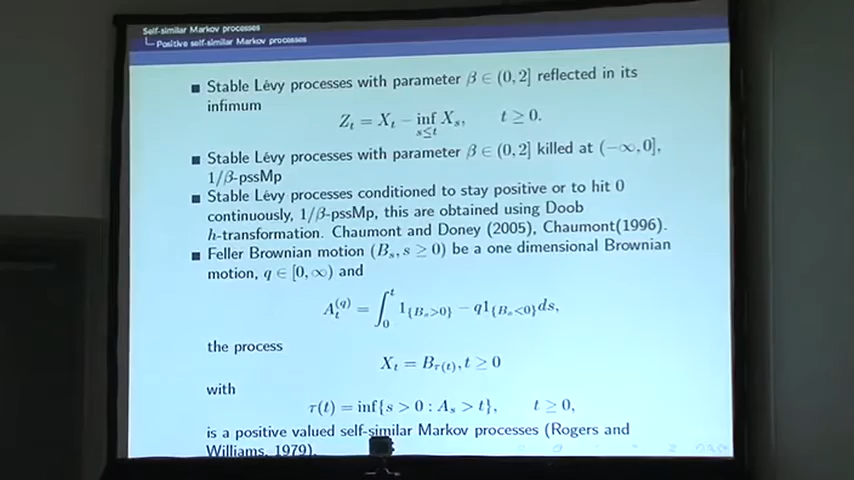 Self-similar Markov processes
Positive self-similar Markov processes
Stable Lévy processes with parameter β ∈ (0, 2] reflected in its
infimum
Z_t = X_t − inf_{s≤t} X_s, t ≥ 0.
Stable Lévy processes with parameter β ∈ (0, 2] killed at (−∞, 0],
1/β-pssMp
Stable Lévy processes conditioned to stay positive or to hit 0
continuously, 1/β-pssMp, this are obtained using Doob
h-transformation. Chaumont and Doney (2005), Chaumont(1996).
Feller Brownian motion (B_s, s ≥ 0) be a one dimensional Brownian
motion, q ∈ [0, ∞) and
A_t^{(q)} = ∫_0^t 1_{{B_s>0}} − q1_{{B_s<0}} ds,
the process
X_t = B_{τ(t)}, t ≥ 0
with
τ(t) = inf{s > 0 : A_s > t}, t ≥ 0,
is a positive valued self-similar Markov processes (Rogers and
Williams, 1979).